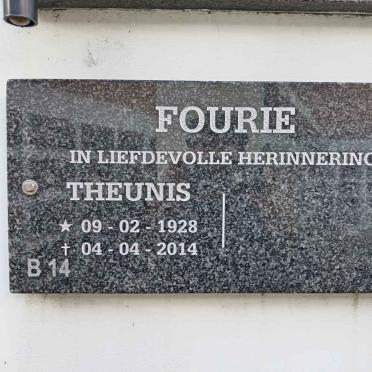 FOURIE
IN LIEFDEVOLLE HERINNERING
THEUNIS
★ 09 - 02 - 1928
† 04 - 04 - 2014
B 14